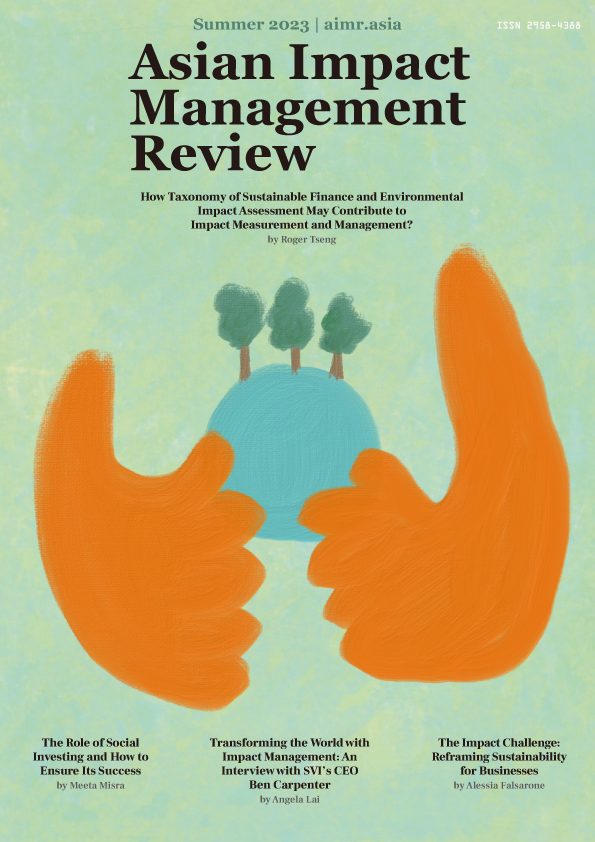 Summer 2023 | aimr.asia
ISSN 2958-4388
Asian Impact
Management
Review
How Taxonomy of Sustainable Finance and Environmental
Impact Assessment May Contribute to
Impact Measurement and Management?
by Roger Tseng
The Role of Social
Investing and How to
Ensure Its Success
by Meeta Misra
Transforming the World with
Impact Management: An
Interview with SVI's CEO
Ben Carpenter
by Angela Lai
The Impact Challenge:
Reframing Sustainability
for Businesses
by Alessia Falsarone